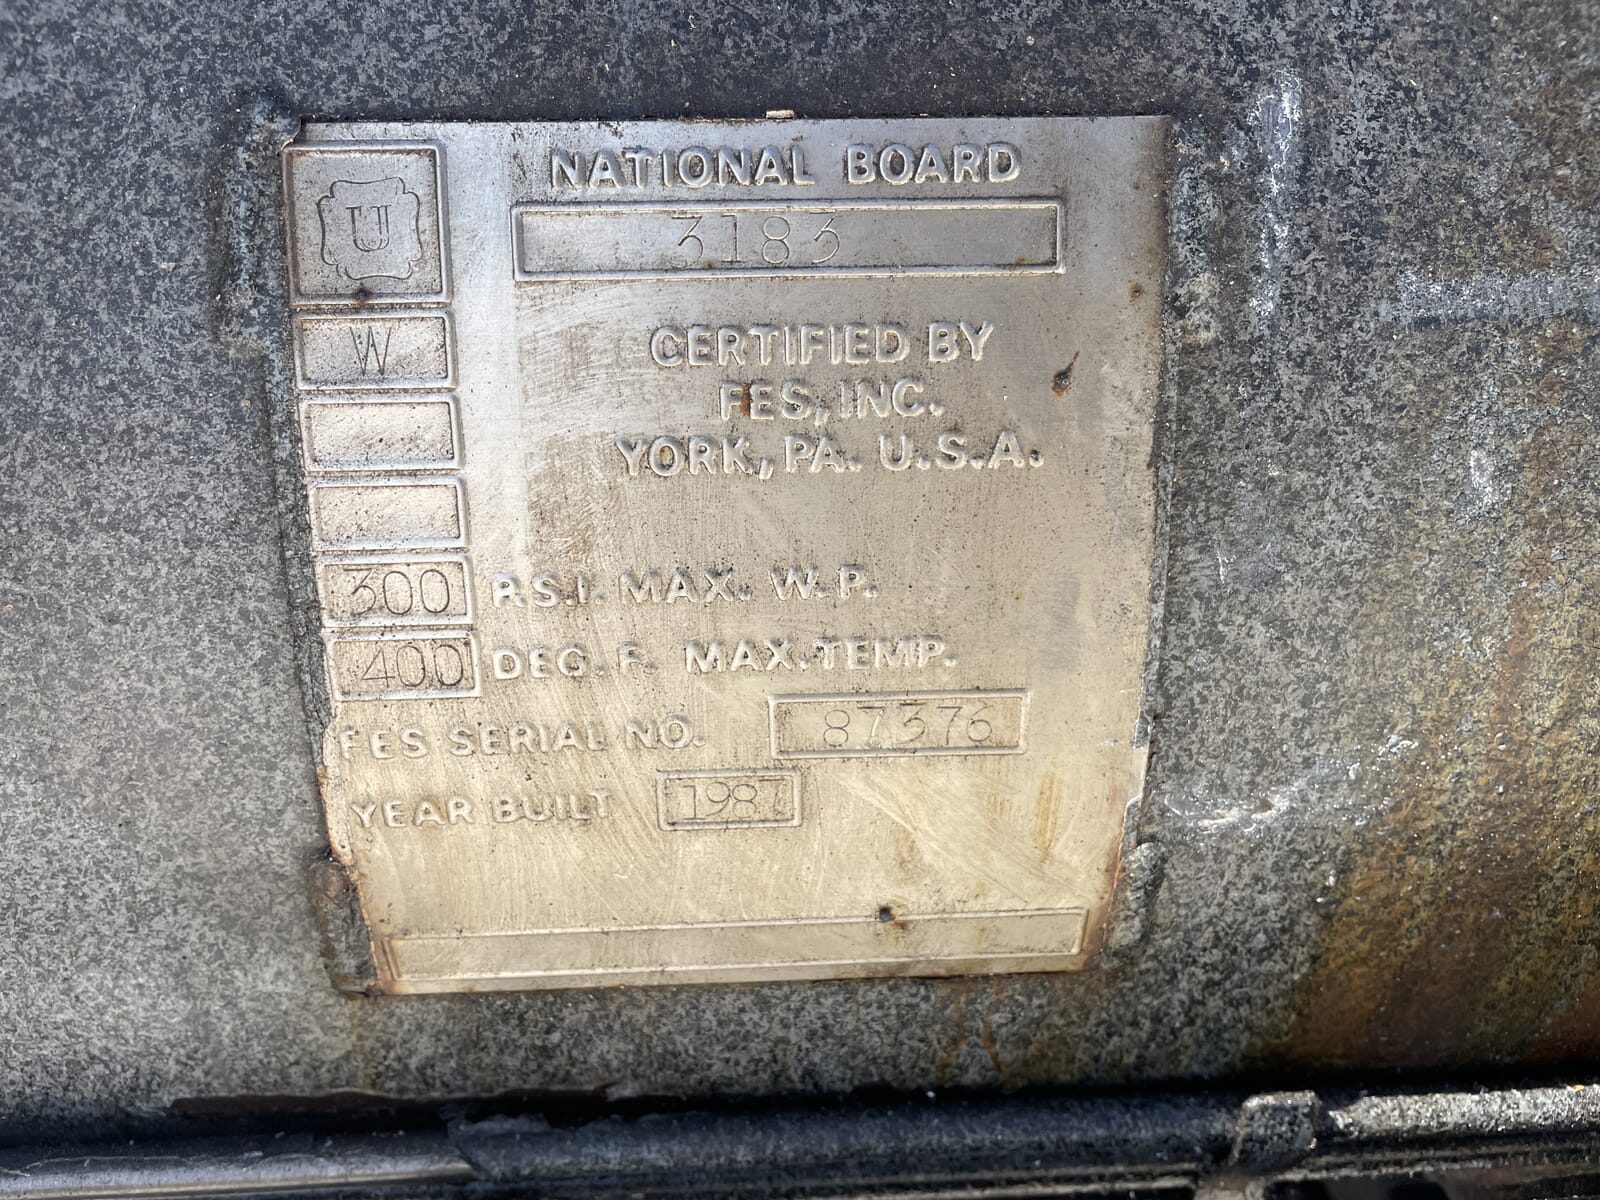 NATIONAL BOARD
3183
U
W
CERTIFIED BY
FES, INC.
YORK, PA. U.S.A.
300 P.S.I. MAX. W.P.
400 DEG. F. MAX. TEMP.
FES SERIAL NO. 87376
YEAR BUILT 1987